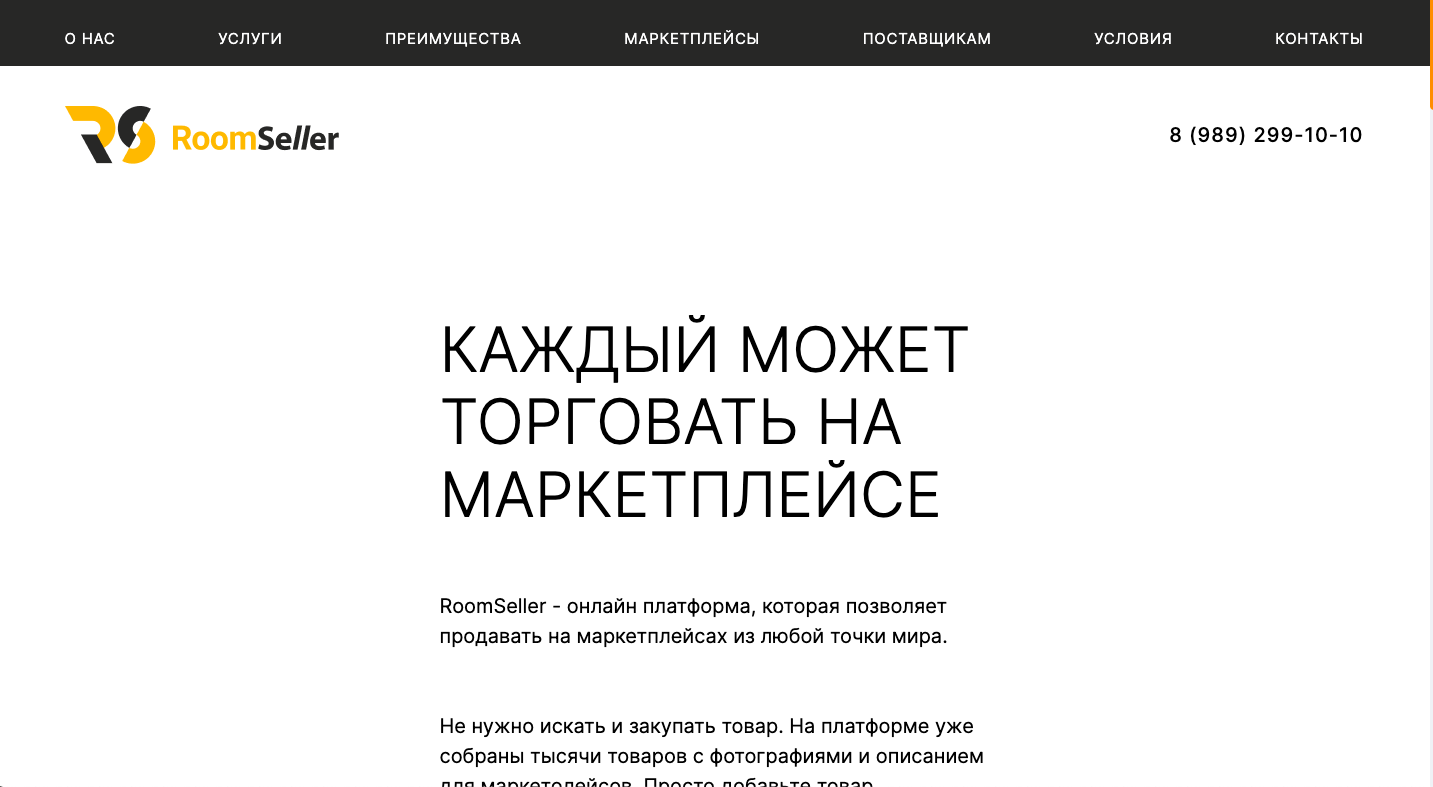 О НАС УСЛУГИ ПРЕИМУЩЕСТВА МАРКЕТПЛЕЙСЫ ПОСТАВЩИКАМ УСЛОВИЯ КОНТАКТЫ
RS RoomSeller
8 (989) 299-10-10
КАЖДЫЙ МОЖЕТ
ТОРГОВАТЬ НА
МАРКЕТПЛЕЙСЕ
RoomSeller - онлайн платформа, которая позволяет
продавать на маркетплейсах из любой точки мира.
Не нужно искать и закупать товар. На платформе уже
собраны тысячи товаров с фотографиями и описанием
для маркетолейсов. Просто добавьте товар